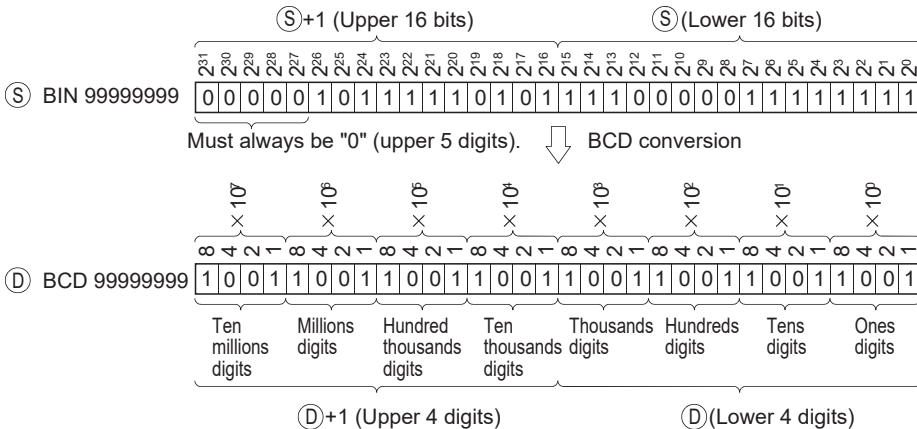 Ⓢ+1 (Upper 16 bits) Ⓢ(Lower 16 bits)
2³¹ 2³⁰ 2²⁹ 2²⁸ 2²⁷ 2²⁶ 2²⁵ 2²⁴ 2²³ 2²² 2²¹ 2²⁰ 2¹⁹ 2¹⁸ 2¹⁷ 2¹⁶ 2¹⁵ 2¹⁴ 2¹³ 2¹² 2¹¹ 2¹⁰ 2⁹ 2⁸ 2⁷ 2⁶ 2⁵ 2⁴ 2³ 2² 2¹ 2⁰
Ⓢ BIN 99999999 0 0 0 0 0 1 0 1 1 1 1 1 0 1 0 1 1 1 1 0 0 0 0 0 1 1 1 1 1 1 1 1
Must always be "0" (upper 5 digits). BCD conversion
×10⁷ ×10⁶ ×10⁵ ×10⁴ ×10³ ×10² ×10¹ ×10⁰
8 4 2 1 8 4 2 1 8 4 2 1 8 4 2 1 8 4 2 1 8 4 2 1 8 4 2 1 8 4 2 1
Ⓓ BCD 99999999 1 0 0 1 1 0 0 1 1 0 0 1 1 0 0 1 1 0 0 1 1 0 0 1 1 0 0 1 1 0 0 1
Ten Millions Hundred Ten Thousands Hundreds Tens Ones
millions digits thousands thousands digits digits digits digits
digits digits digits
Ⓓ+1 (Upper 4 digits) Ⓓ(Lower 4 digits)